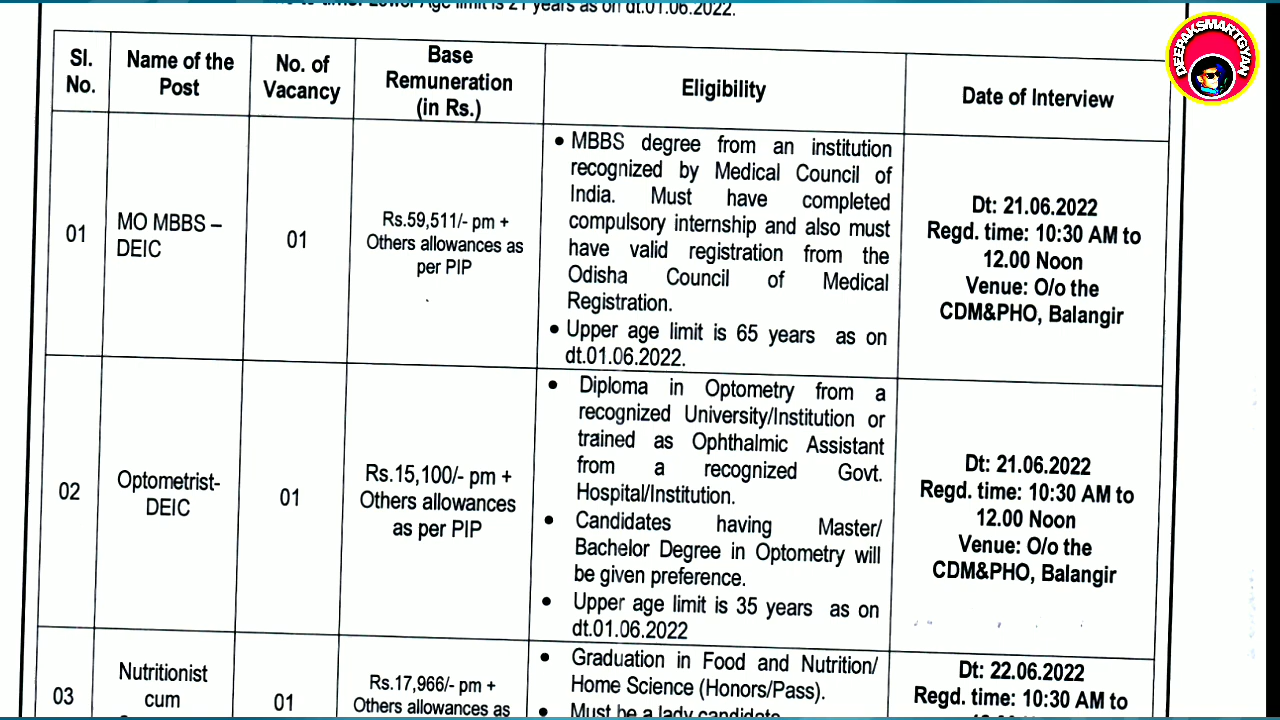 Lower Age limit is 21 years as on dt.01.06.2022.
DEEPAKSMARTGYAN
Sl. No.
Name of the Post
No. of Vacancy
Base Remuneration (in Rs.)
Eligibility
Date of Interview
01
MO MBBS –
DEIC
01
Rs.59,511/- pm +
Others allowances as
per PIP
• MBBS degree from an institution
recognized by Medical Council of
India. Must have completed
compulsory internship and also must
have valid registration from the
Odisha Council of Medical
Registration.
• Upper age limit is 65 years as on
dt.01.06.2022.
Dt: 21.06.2022
Regd. time: 10:30 AM to
12.00 Noon
Venue: O/o the
CDM&PHO, Balangir
02
Optometrist-
DEIC
01
Rs.15,100/- pm +
Others allowances
as per PIP
• Diploma in Optometry from a
recognized University/Institution or
trained as Ophthalmic Assistant
from a recognized Govt.
Hospital/Institution.
• Candidates having Master/
Bachelor Degree in Optometry will
be given preference.
• Upper age limit is 35 years as on
dt.01.06.2022
Dt: 21.06.2022
Regd. time: 10:30 AM to
12.00 Noon
Venue: O/o the
CDM&PHO, Balangir
03
Nutritionist
cum
01
Rs.17,966/- pm +
Others allowances as
• Graduation in Food and Nutrition/
Home Science (Honors/Pass).
• Must be a lady candidate
Dt: 22.06.2022
Regd. time: 10:30 AM to